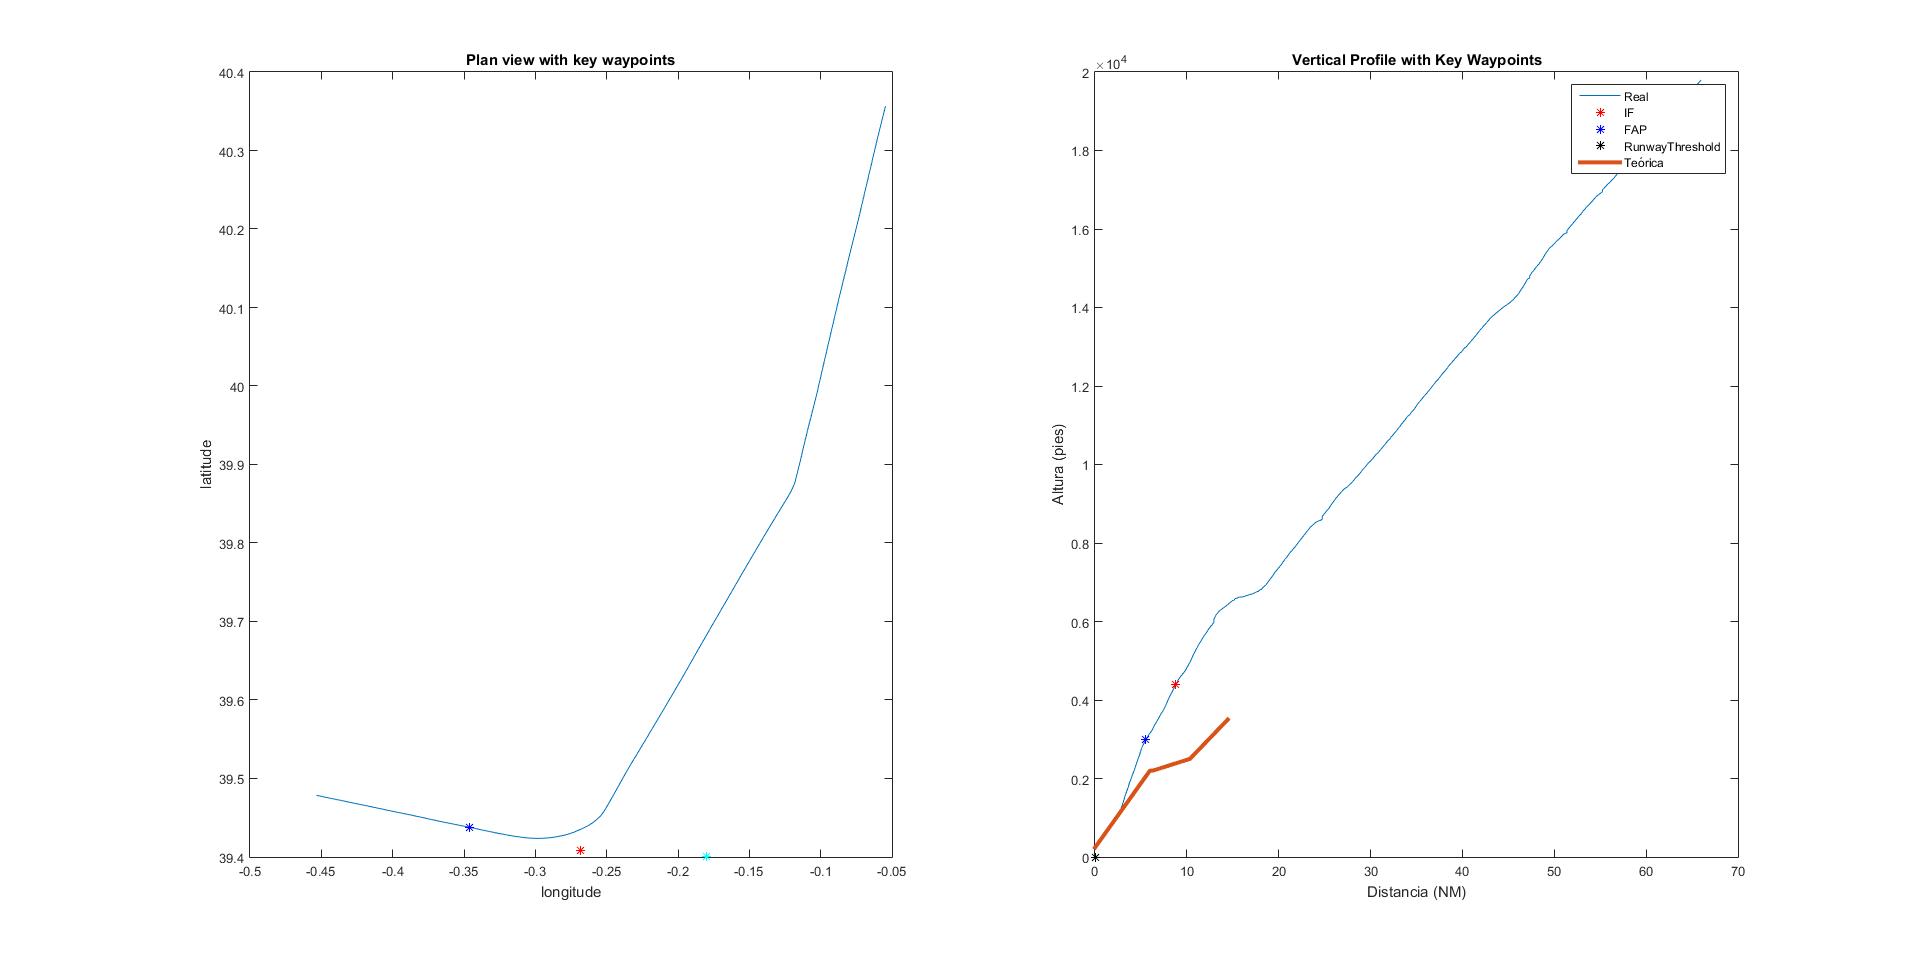 Plan view with key waypoints
40.4
40.3
40.2
40.1
40
39.9
39.8
39.7
39.6
39.5
39.4
latitude
-0.5 -0.45 -0.4 -0.35 -0.3 -0.25 -0.2 -0.15 -0.1 -0.05
longitude
Vertical Profile with Key Waypoints
×10⁴
2
1.8
1.6
1.4
1.2
1
0.8
0.6
0.4
0.2
0
Altura (pies)
0 10 20 30 40 50 60 70
Distancia (NM)
Real
IF
FAP
RunwayThreshold
Teórica